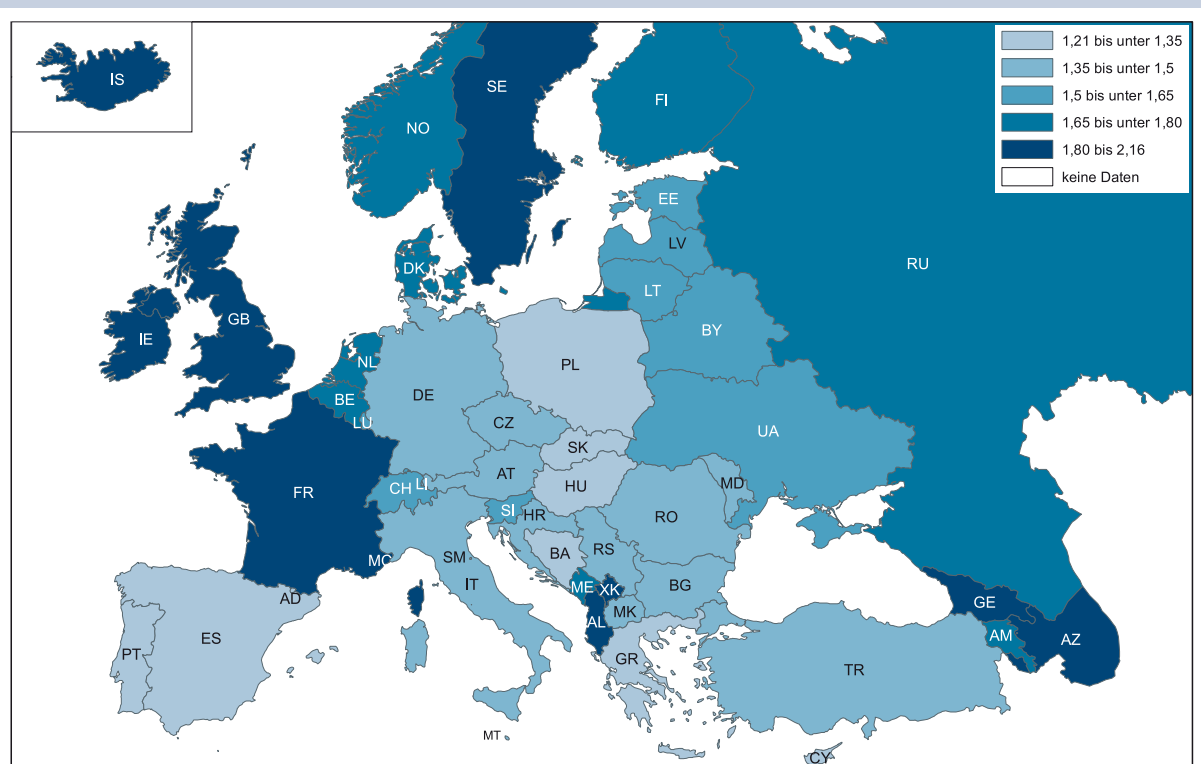 IS
SE
NO
FI
1,21 bis unter 1,35
1,35 bis unter 1,5
1,5 bis unter 1,65
1,65 bis unter 1,80
1,80 bis 2,16
keine Daten
EE
LV
RU
DK
LT
GB
IE
BY
NL
PL
BE
DE
LU
CZ
UA
SK
AT
CH
LI
HU
MD
FR
SI
HR
RO
MC
SM
BA
RS
IT
ME
XK
BG
AD
MK
GE
AL
AM
AZ
ES
PT
GR
TR
MT
CY